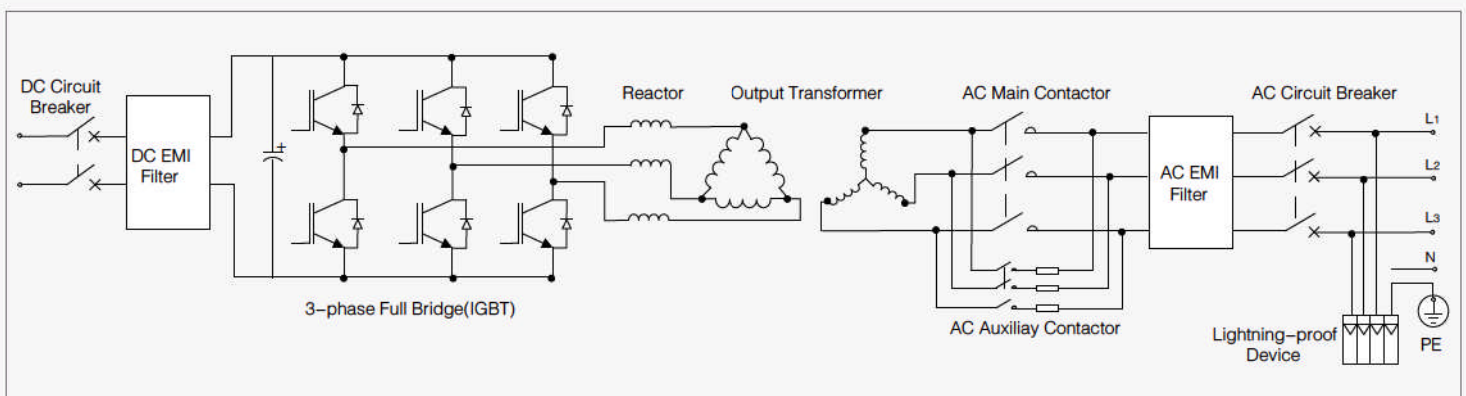 DC Circuit
Breaker
DC EMI
Filter
+
3-phase Full Bridge(IGBT)
Reactor
Output Transformer
AC Main Contactor
AC Auxiliay Contactor
AC EMI
Filter
AC Circuit Breaker
L1
L2
L3
N
Lightning-proof
Device
PE